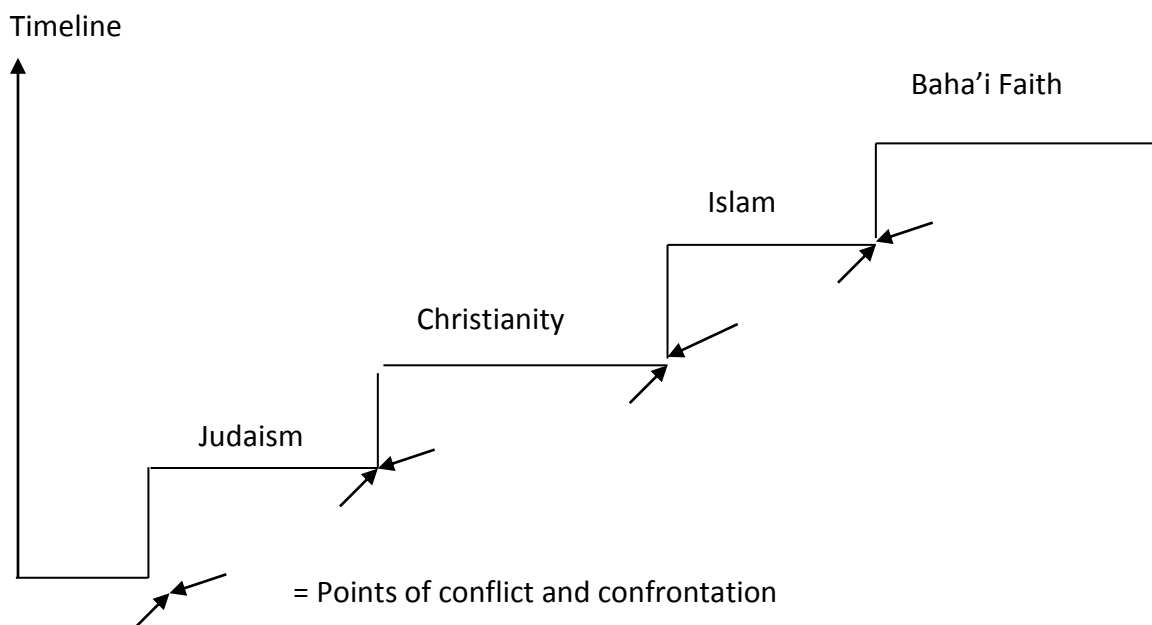 Timeline
Baha’i Faith
Islam
Christianity
Judaism
= Points of conflict and confrontation